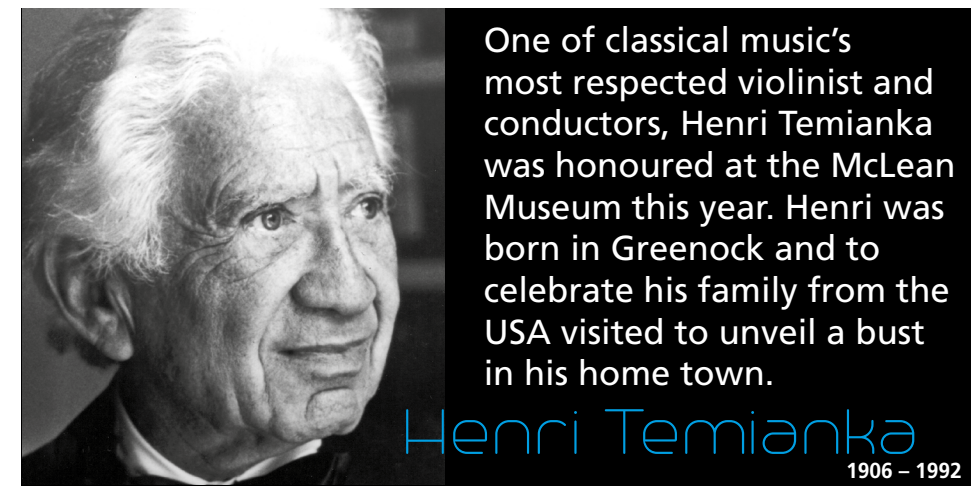 One of classical music’s
most respected violinist and
conductors, Henri Temianka
was honoured at the McLean
Museum this year. Henri was
born in Greenock and to
celebrate his family from the
USA visited to unveil a bust
in his home town.
Henri Temianka
1906 – 1992